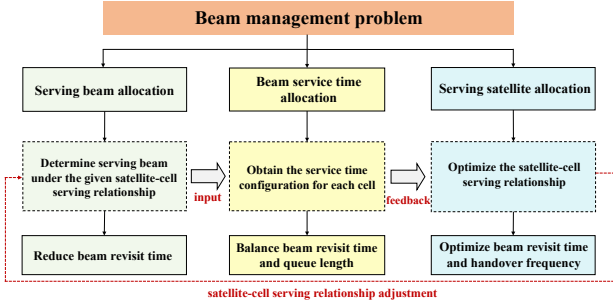 Beam management problem
Serving beam allocation
Beam service time
allocation
Serving satellite allocation
Determine serving beam
under the given satellite-cell
serving relationship
input
Obtain the service time
configuration for each cell
feedback
Optimize the satellite-cell
serving relationship
Reduce beam revisit time
Balance beam revisit time
and queue length
Optimize beam revisit time
and handover frequency
satellite-cell serving relationship adjustment